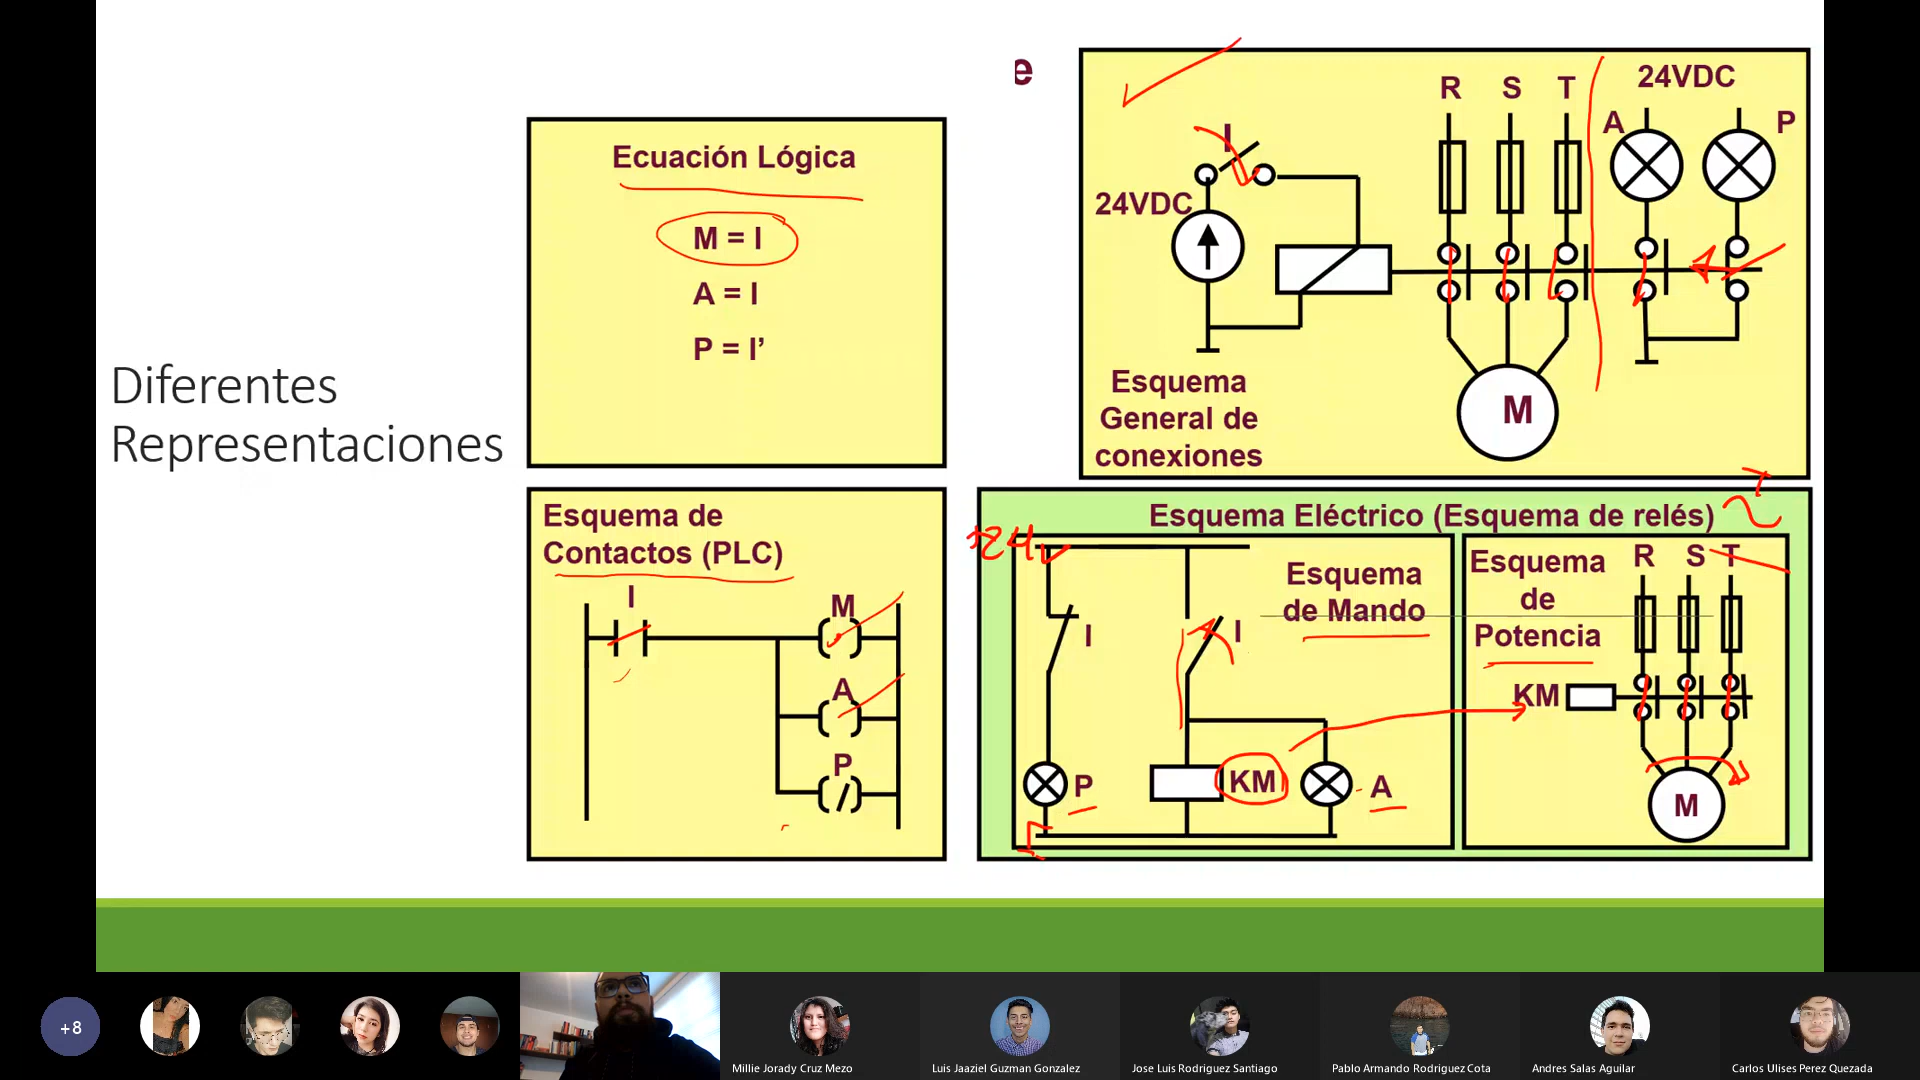 Diferentes
Representaciones
e
Ecuación Lógica
M = I
A = I
P = I’
24VDC
I
R S T
24VDC
A P
M
Esquema
General de
conexiones
Esquema de
Contactos (PLC)
I
M
A
P
Esquema Eléctrico (Esquema de relés)
+24V
Esquema
de Mando
I
I
P
KM
A
Esquema
de
Potencia
R S T
KM
M
+8
Millie Jorady Cruz Mezo
Luis Jaaziel Guzman Gonzalez
Jose Luis Rodriguez Santiago
Pablo Armando Rodriguez Cota
Andres Salas Aguilar
Carlos Ulises Perez Quezada